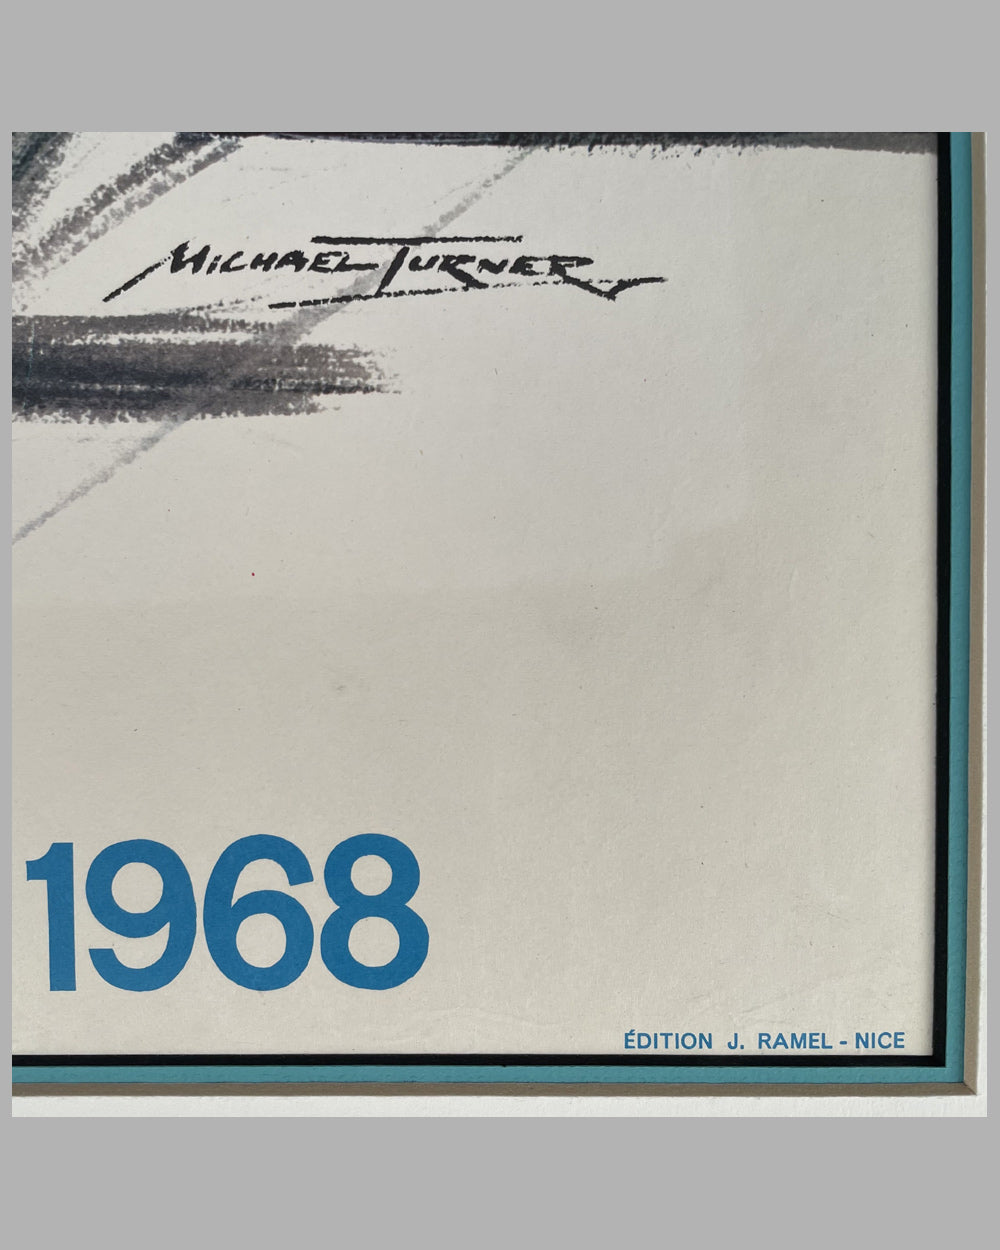 MICHAEL TURNER
1968
ÉDITION J. RAMEL - NICE